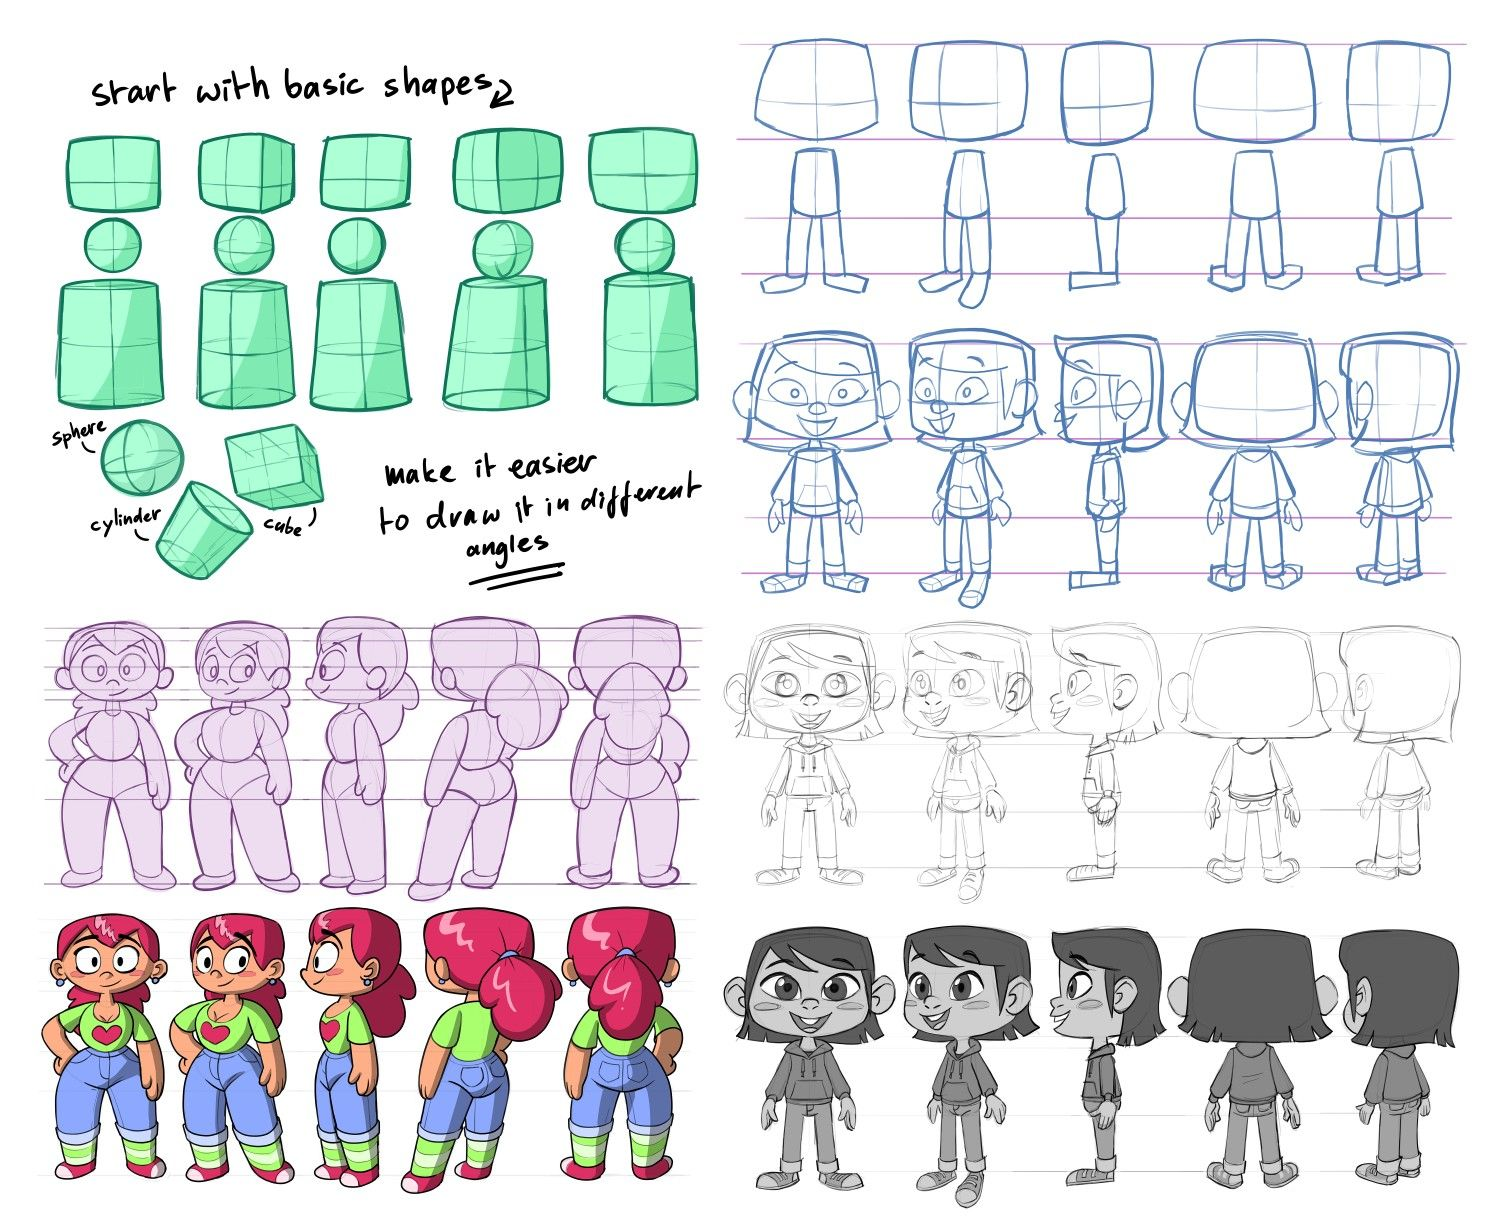 start with basic shapes
sphere
cylinder
cube
make it easier
to draw it in different
angles